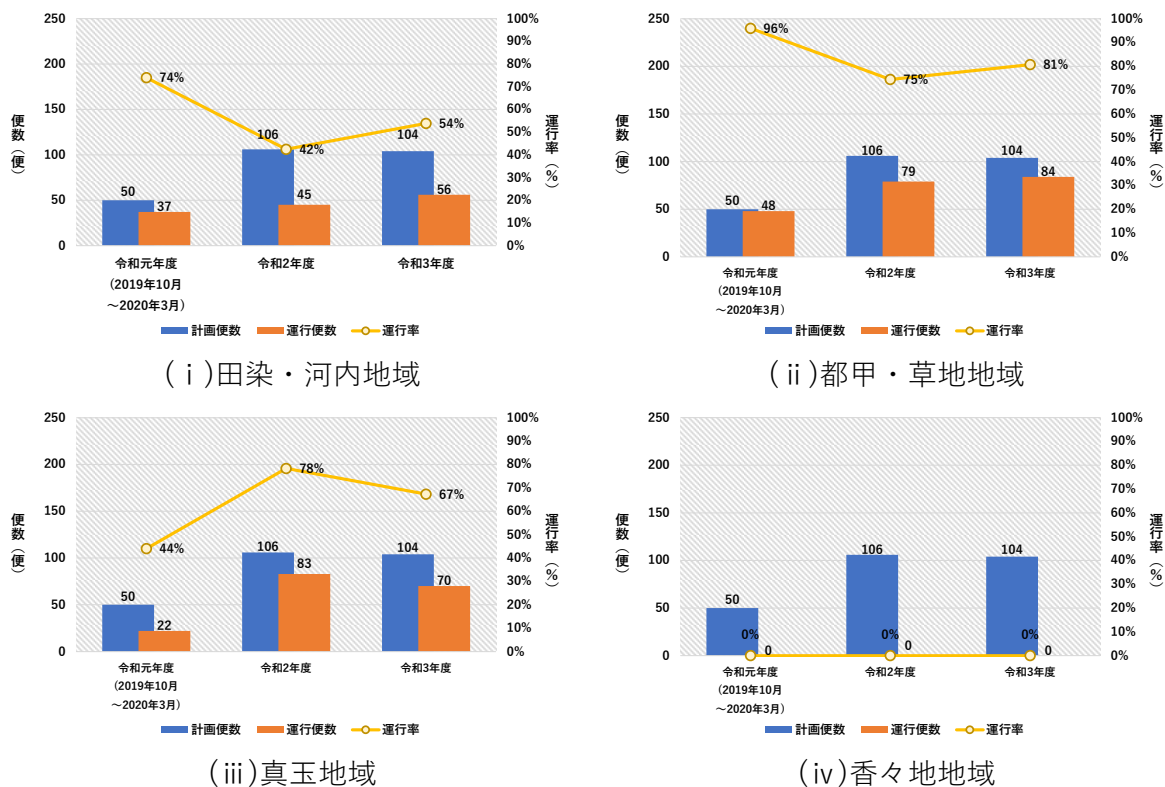 250
200
150
100
50
0
便数（便）
100%
90%
80%
70%
60%
50%
40%
30%
20%
10%
0%
運行率（%）
74%
42%
54%
50
37
106
45
104
56
令和元年度
（2019年10月
～2020年3月）
令和2年度
令和3年度
計画便数 運行便数 運行率
(ⅰ)田染・河内地域
250
200
150
100
50
0
便数（便）
100%
90%
80%
70%
60%
50%
40%
30%
20%
10%
0%
運行率（%）
96%
75%
81%
50
48
106
79
104
84
令和元年度
（2019年10月
～2020年3月）
令和2年度
令和3年度
計画便数 運行便数 運行率
(ⅱ)都甲・草地地域
250
200
150
100
50
0
便数（便）
100%
90%
80%
70%
60%
50%
40%
30%
20%
10%
0%
運行率（%）
44%
78%
67%
50
22
106
83
104
70
令和元年度
（2019年10月
～2020年3月）
令和2年度
令和3年度
計画便数 運行便数 運行率
(ⅲ)真玉地域
250
200
150
100
50
0
便数（便）
100%
90%
80%
70%
60%
50%
40%
30%
20%
10%
0%
運行率（%）
50
0%
0
106
0%
0
104
0%
0
令和元年度
（2019年10月
～2020年3月）
令和2年度
令和3年度
計画便数 運行便数 運行率
(ⅳ)香々地地域